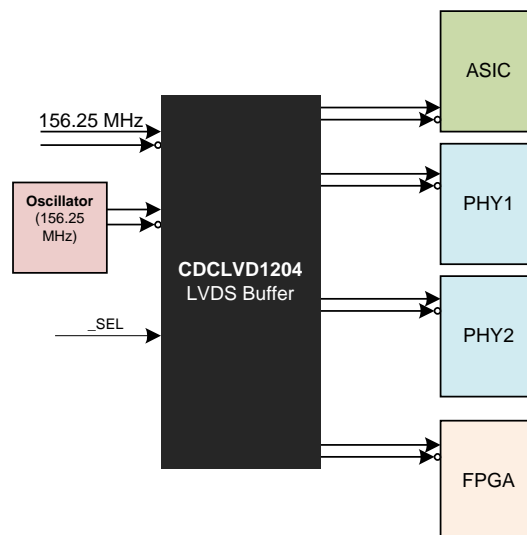 ASIC
156.25 MHz
PHY1
Oscillator
(156.25
MHz)
CDCLVD1204
LVDS Buffer
_SEL
PHY2
FPGA